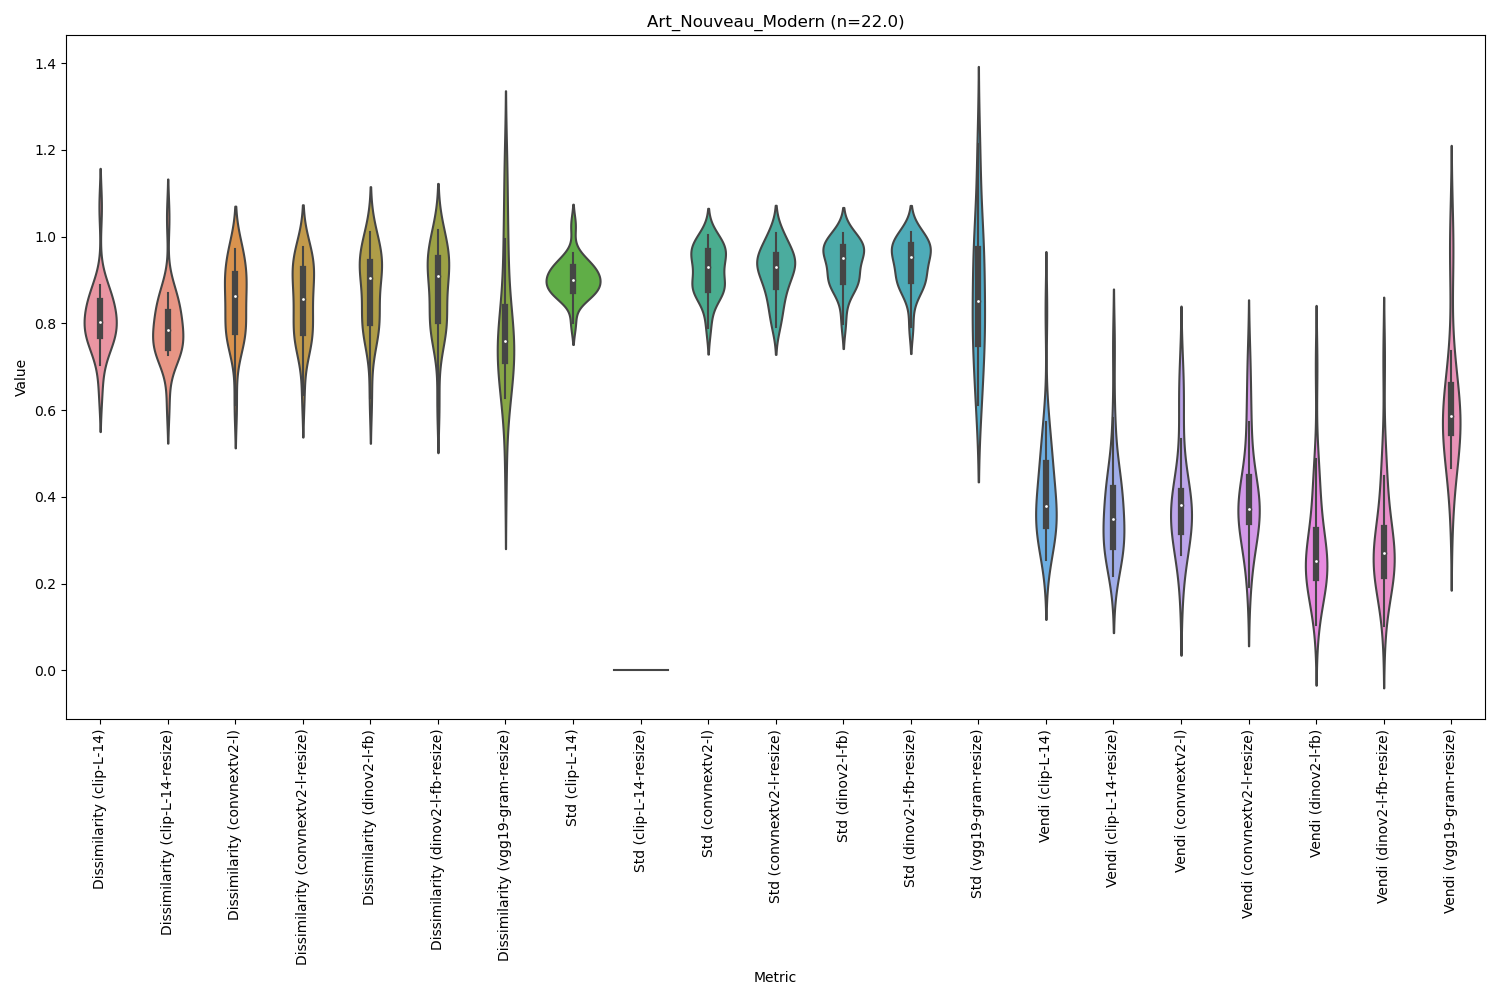 Art_Nouveau_Modern (n=22.0)
Value
1.4
1.2
1.0
0.8
0.6
0.4
0.2
0.0
Dissimilarity (clip-L-14)
Dissimilarity (clip-L-14-resize)
Dissimilarity (convnextv2-l)
Dissimilarity (convnextv2-l-resize)
Dissimilarity (dinov2-l-fb)
Dissimilarity (dinov2-l-fb-resize)
Dissimilarity (vgg19-gram-resize)
Std (clip-L-14)
Std (clip-L-14-resize)
Std (convnextv2-l)
Std (convnextv2-l-resize)
Std (dinov2-l-fb)
Std (dinov2-l-fb-resize)
Std (vgg19-gram-resize)
Vendi (clip-L-14)
Vendi (clip-L-14-resize)
Vendi (convnextv2-l)
Vendi (convnextv2-l-resize)
Vendi (dinov2-l-fb)
Vendi (dinov2-l-fb-resize)
Vendi (vgg19-gram-resize)
Metric